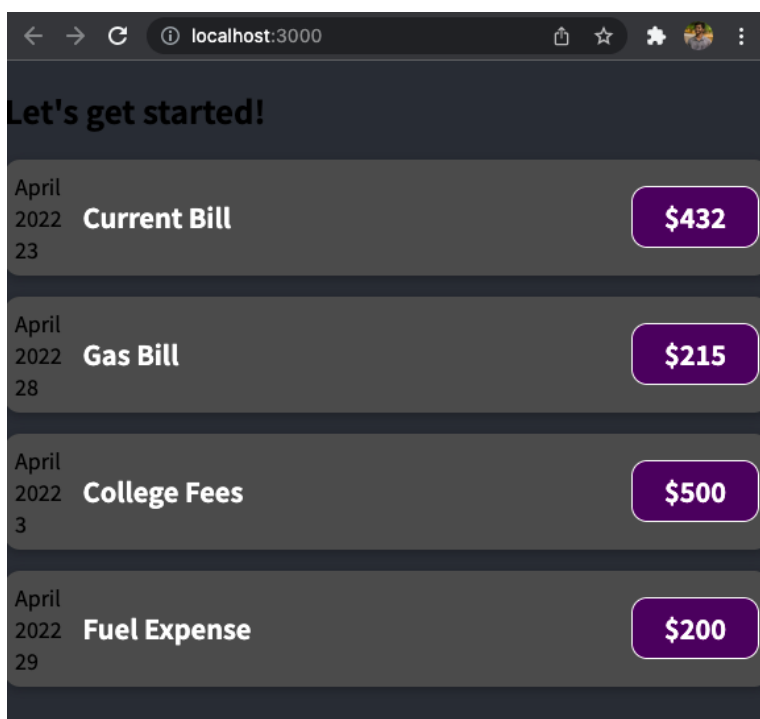 localhost:3000
Let's get started!
April
2022
23
Current Bill
$432
April
2022
28
Gas Bill
$215
April
2022
3
College Fees
$500
April
2022
29
Fuel Expense
$200